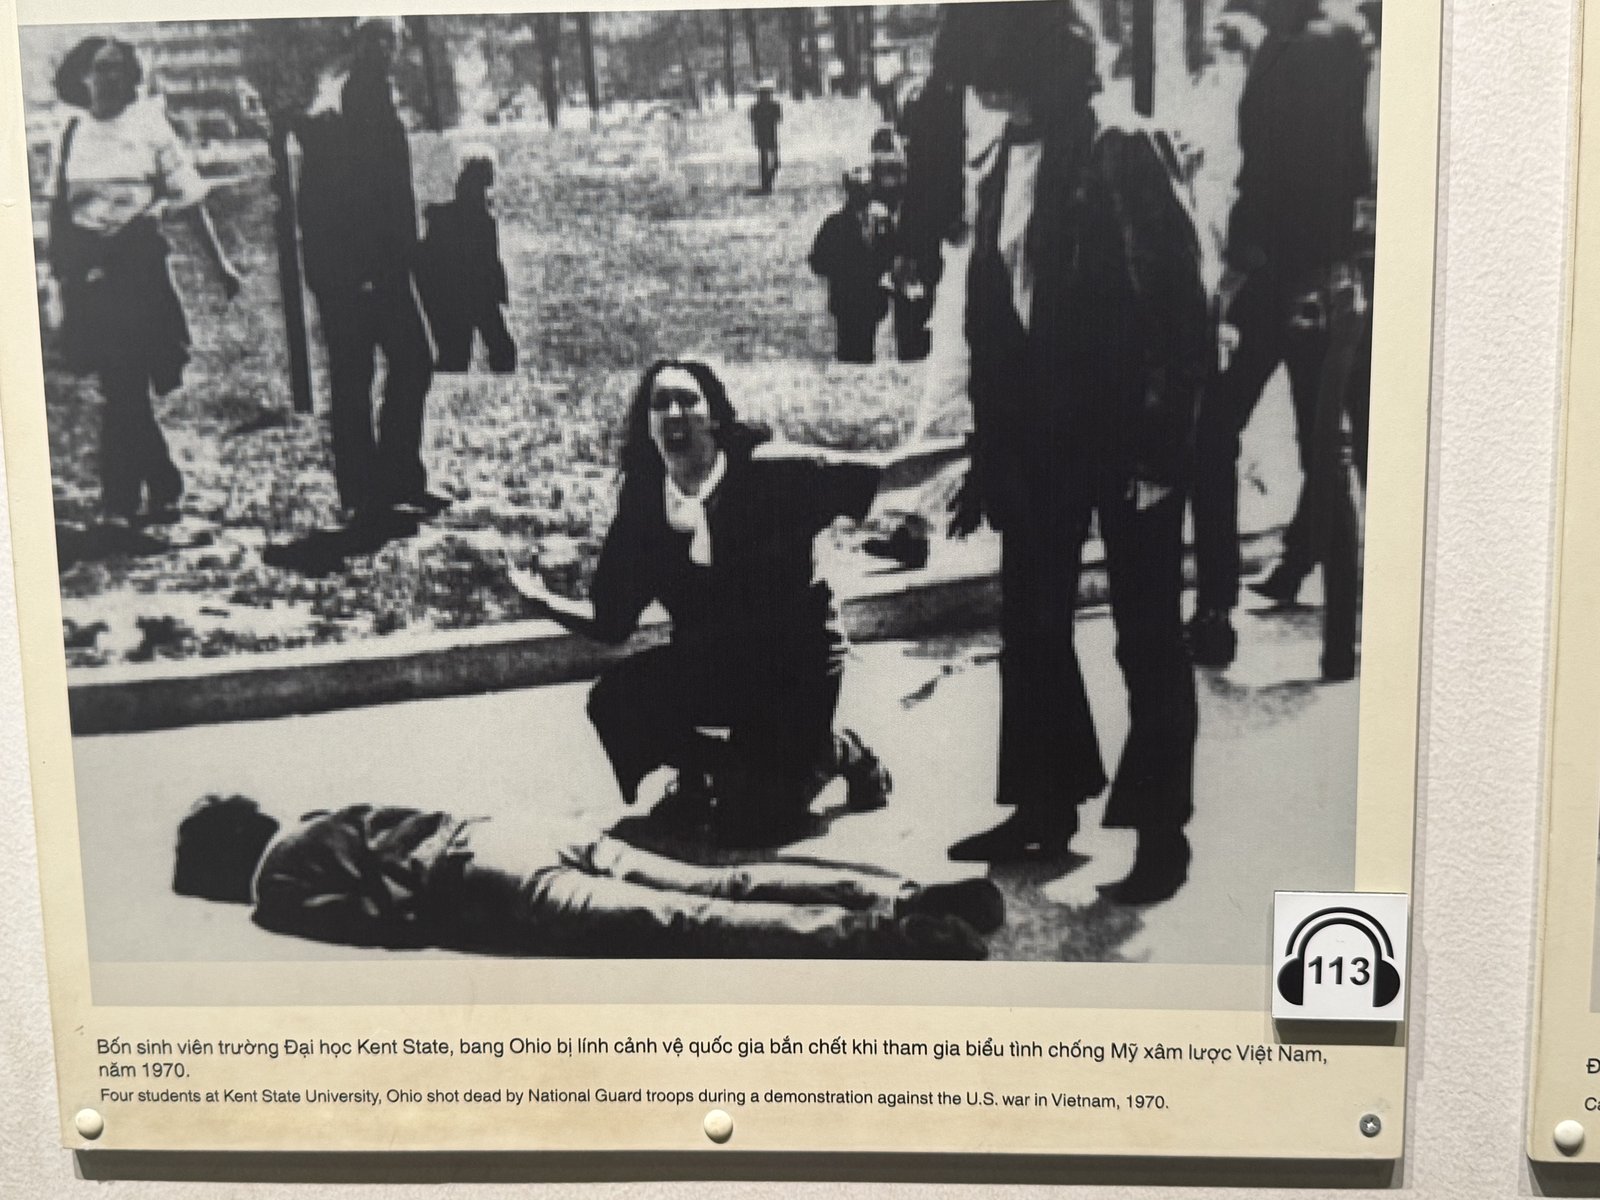 113
Bốn sinh viên trường Đại học Kent State, bang Ohio bị lính cảnh vệ quốc gia bắn chết khi tham gia biểu tình chống Mỹ xâm lược Việt Nam,
năm 1970.
Four students at Kent State University, Ohio shot dead by National Guard troops during a demonstration against the U.S. war in Vietnam, 1970.